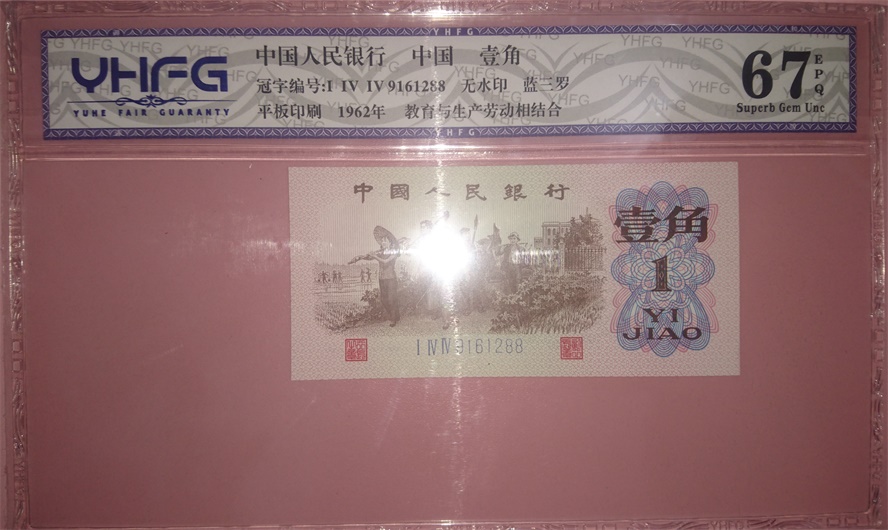 YHFG
YUHE FAIR GUARANTY
中国人民银行 中国 壹角
冠字编号:I IV IV 9161288 无水印 蓝三罗
平板印刷 1962年 教育与生产劳动相结合
67 EPQ
Superb Gem Unc
YHFG
中國人民銀行
壹角
1
YI
JIAO
I IV IV 9161288